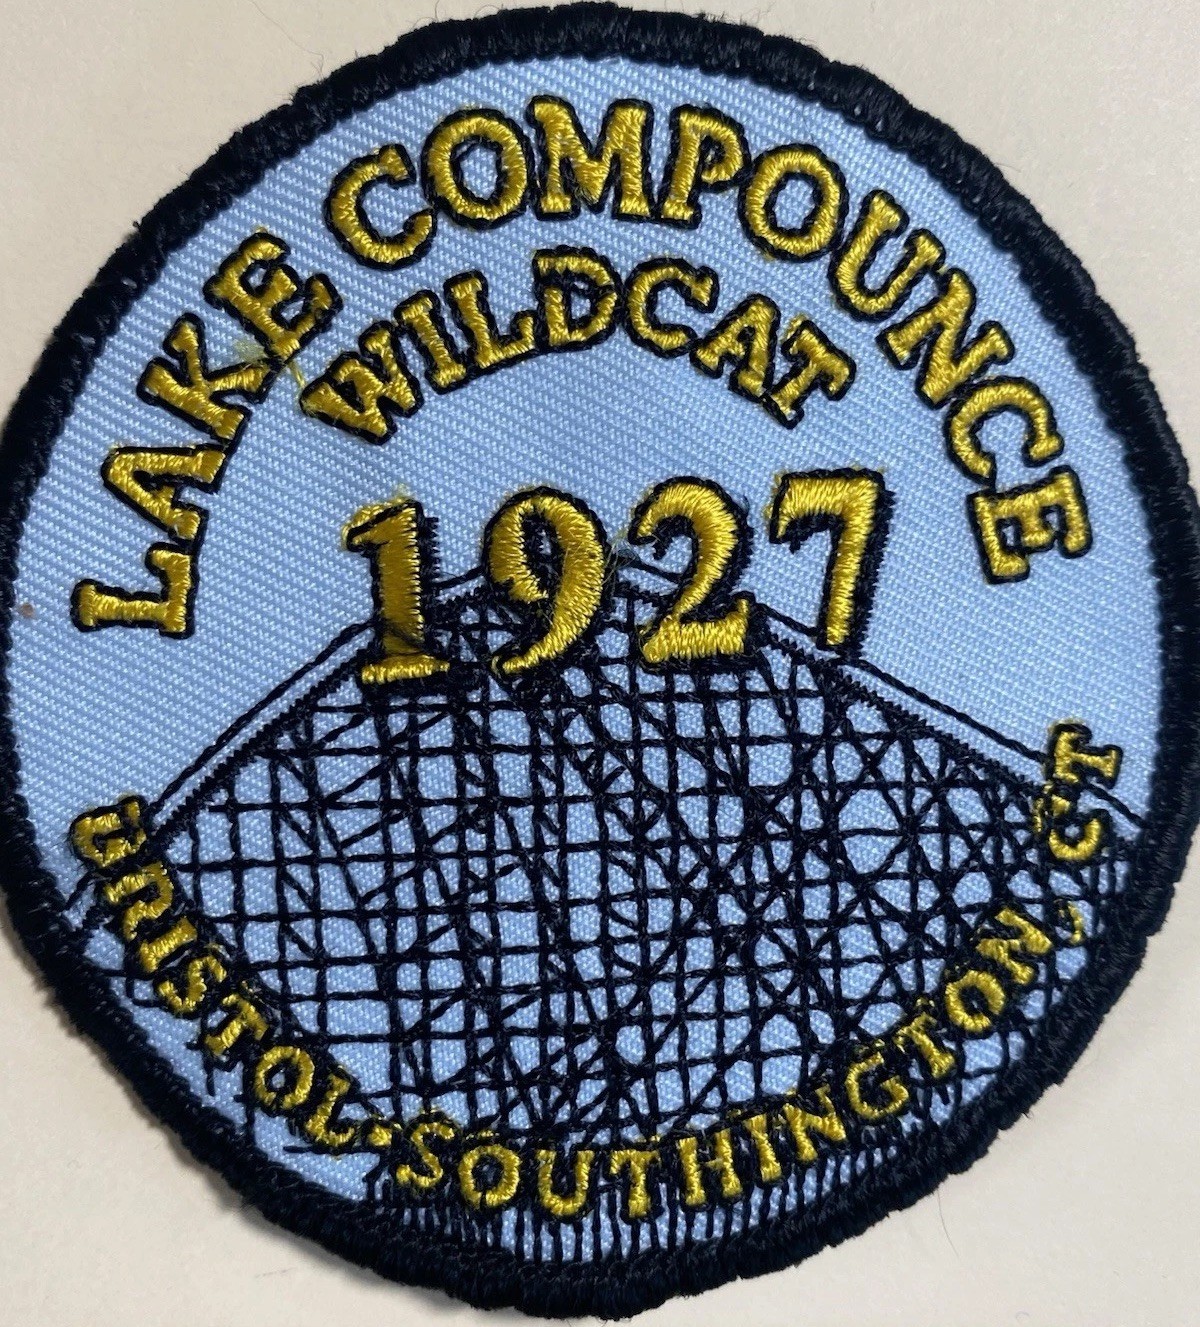 LAKE COMPOUNCE
WILDCAT
1927
BRISTOL-SOUTHINGTON, CT.